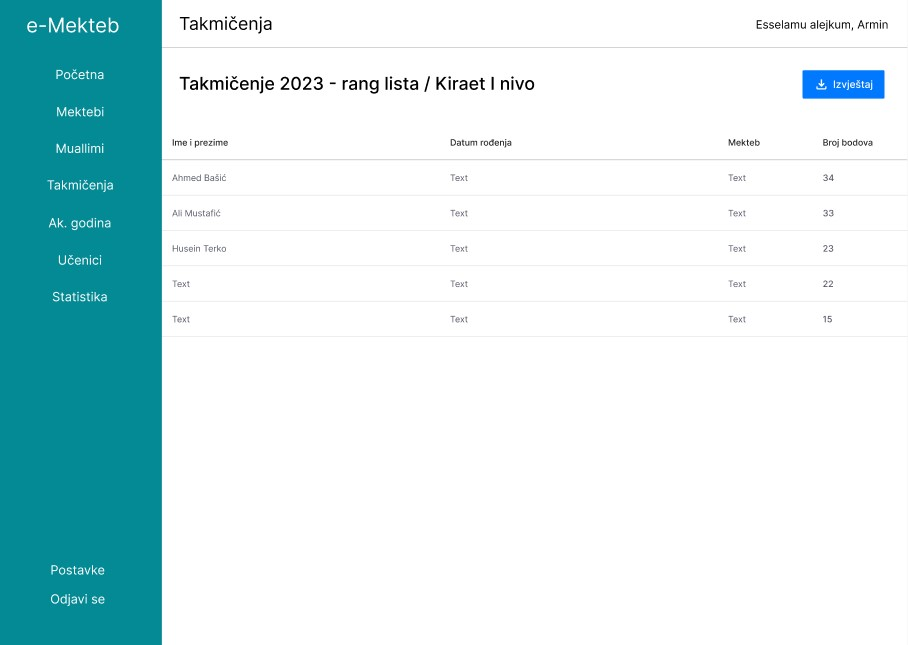 e-Mekteb
Početna
Mektebi
Muallimi
Takmičenja
Ak. godina
Učenici
Statistika
Postavke
Odjavi se
Takmičenja
Esselamu alejkum, Armin
Takmičenje 2023 - rang lista / Kiraet I nivo
Izvještaj
Ime i prezime Datum rođenja Mekteb Broj bodova
Ahmed Bašić Text Text 34
Ali Mustafić Text Text 33
Husein Terko Text Text 23
Text Text Text 22
Text Text Text 15